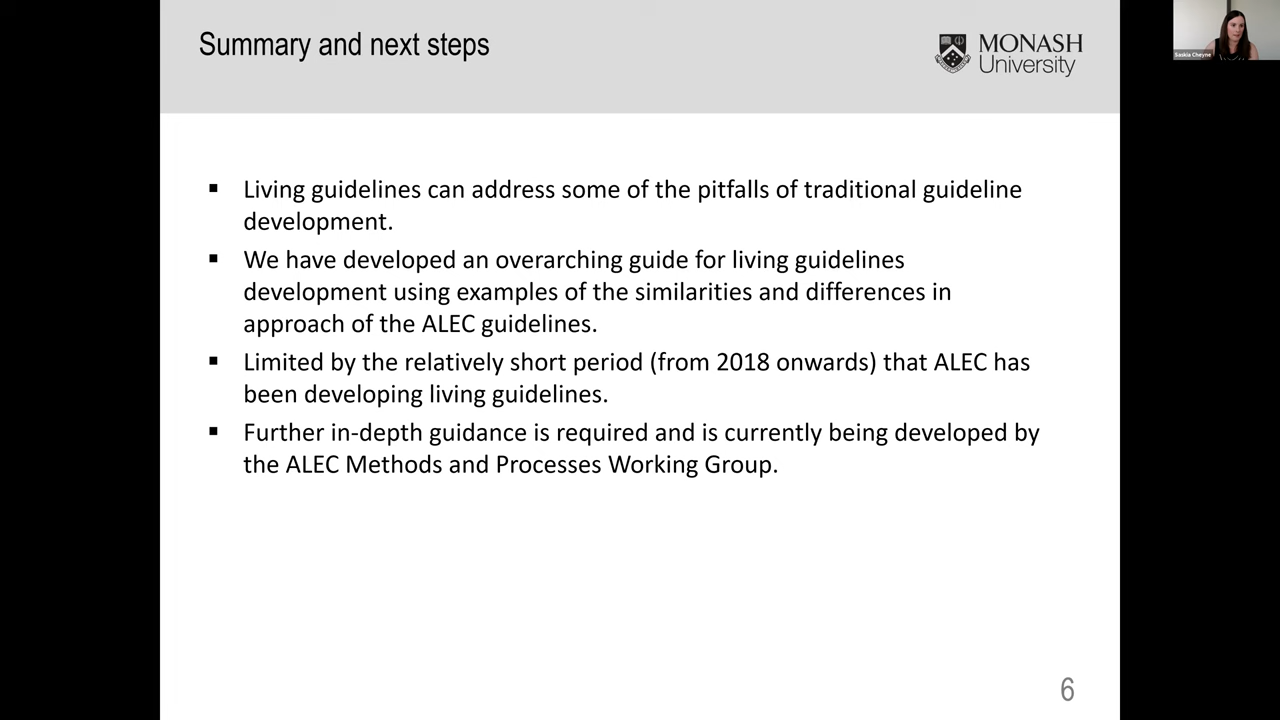 Summary and next steps
MONASH
University
Saskia Cheyne
▪ Living guidelines can address some of the pitfalls of traditional guideline
development.
▪ We have developed an overarching guide for living guidelines
development using examples of the similarities and differences in
approach of the ALEC guidelines.
▪ Limited by the relatively short period (from 2018 onwards) that ALEC has
been developing living guidelines.
▪ Further in-depth guidance is required and is currently being developed by
the ALEC Methods and Processes Working Group.
6